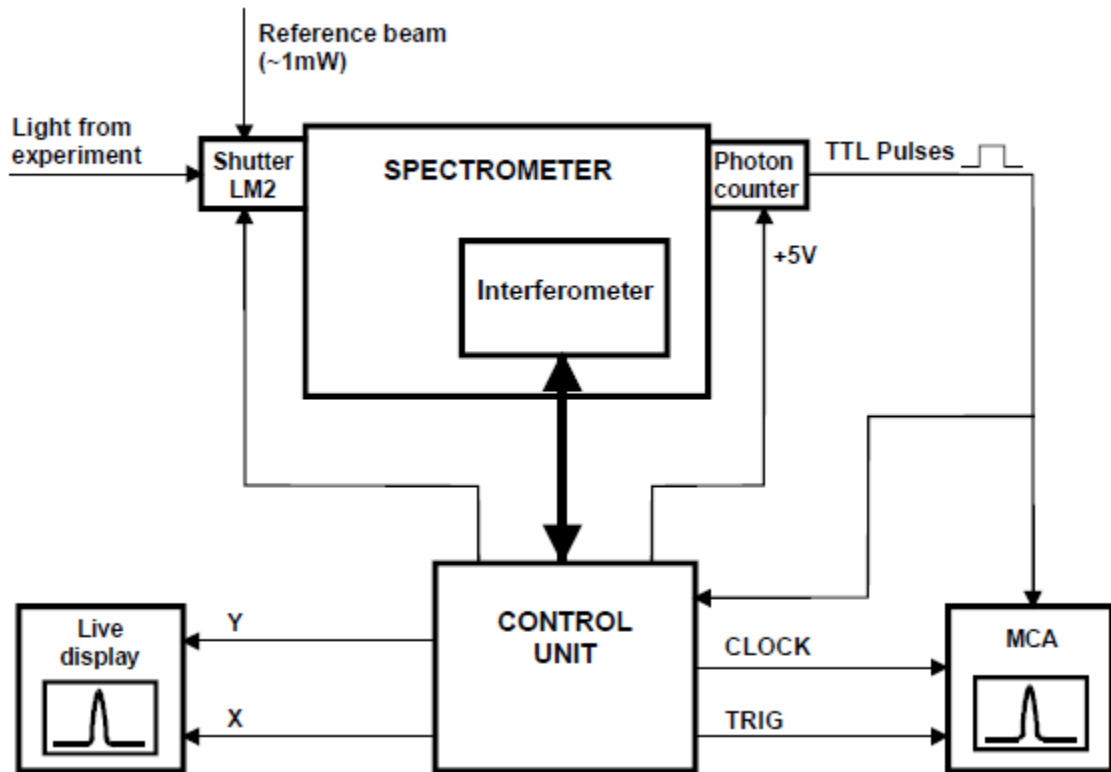 Reference beam
(~1mW)
Light from
experiment
Shutter
LM2
SPECTROMETER
Photon
counter
TTL Pulses
+5V
Interferometer
Live
display
Y
X
CONTROL
UNIT
CLOCK
TRIG
MCA